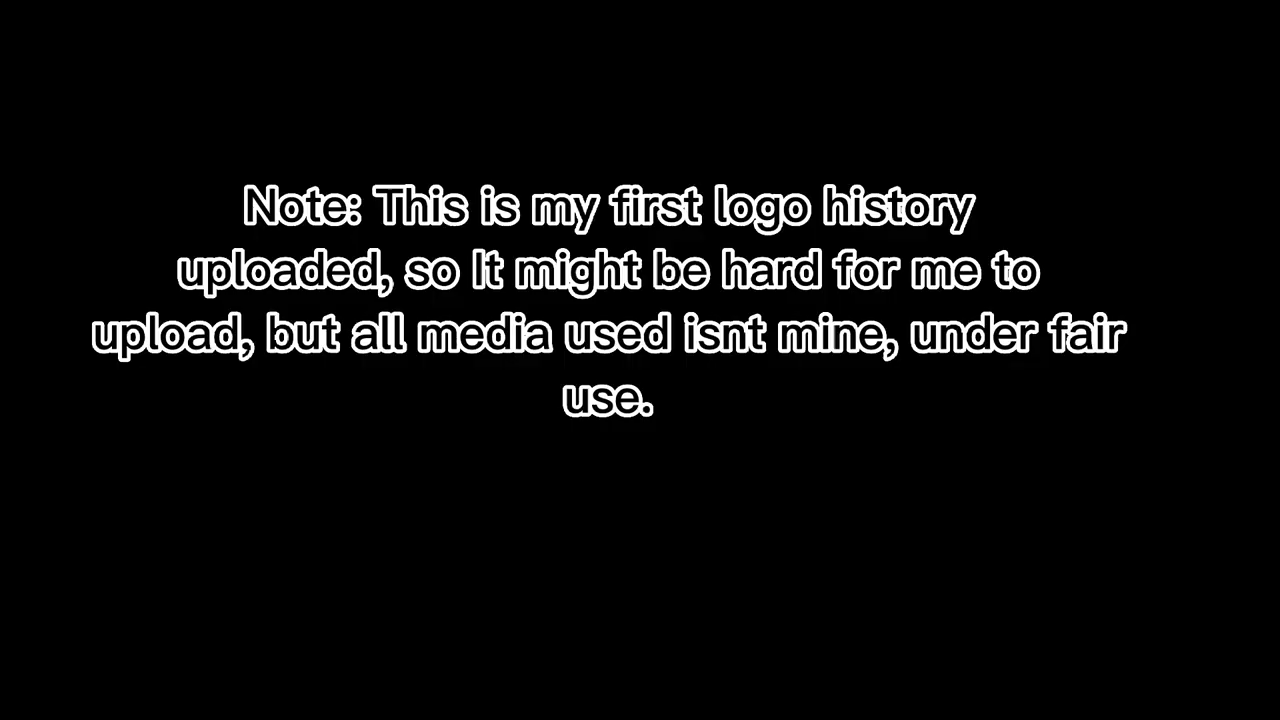 Note: This is my first logo history
uploaded, so It might be hard for me to
upload, but all media used isnt mine, under fair
use.